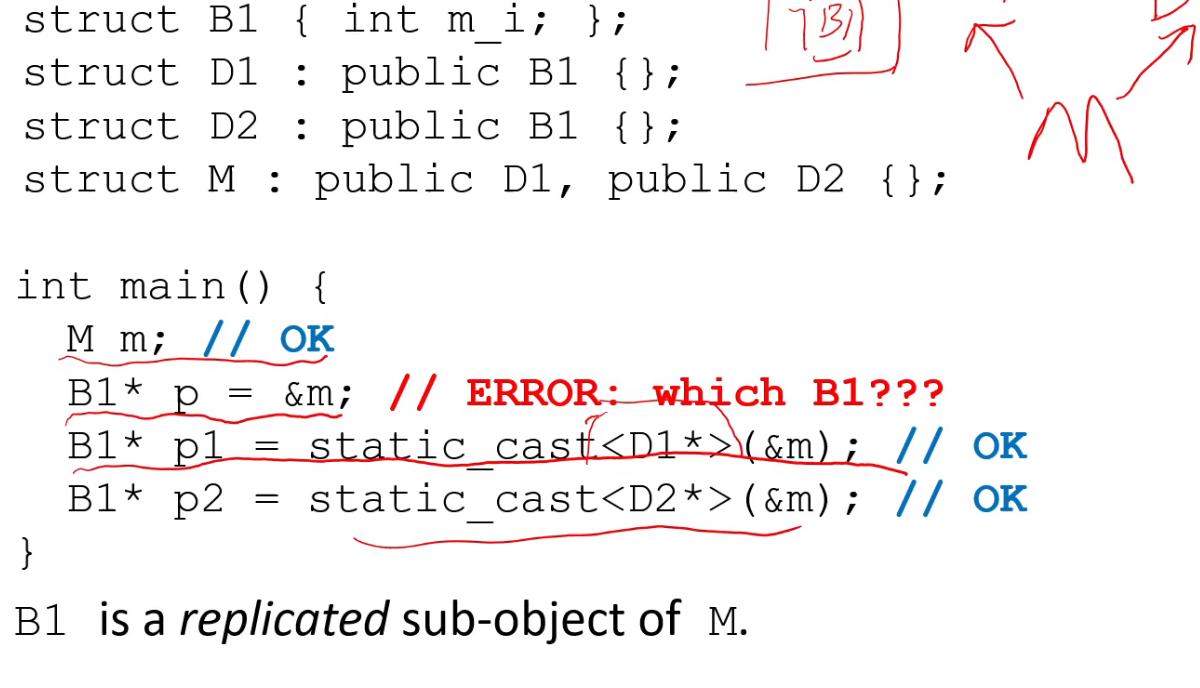 struct B1 { int m_i; };
struct D1 : public B1 {};
struct D2 : public B1 {};
struct M : public D1, public D2 {};
int main() {
M m; // OK
B1* p = &m; // ERROR: which B1???
B1* p1 = static_cast<D1*>(&m); // OK
B1* p2 = static_cast<D2*>(&m); // OK
}
B1 is a replicated sub-object of M.
M